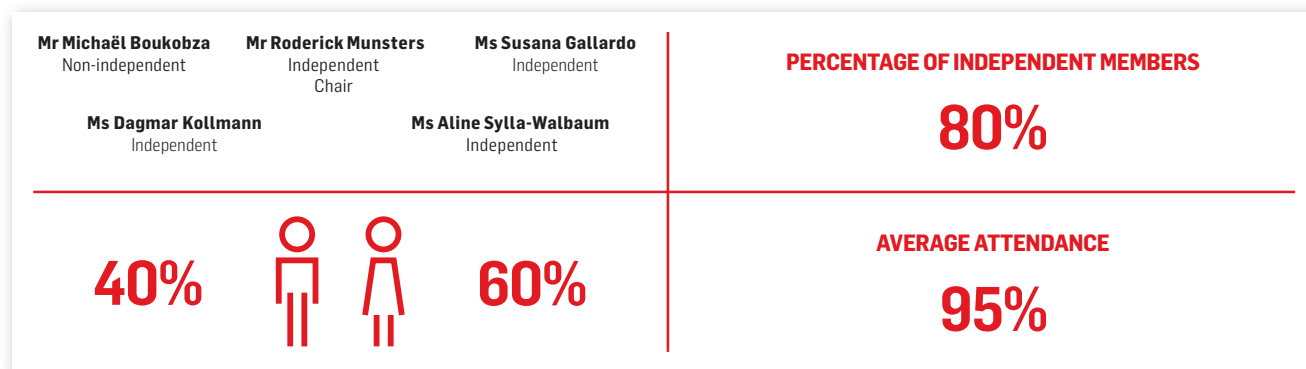 Mr Michaël Boukobza
Non-independent
Mr Roderick Munsters
Independent
Chair
Ms Susana Gallardo
Independent
Ms Dagmar Kollmann
Independent
Ms Aline Sylla-Walbaum
Independent
PERCENTAGE OF INDEPENDENT MEMBERS
80%
40%
60%
AVERAGE ATTENDANCE
95%